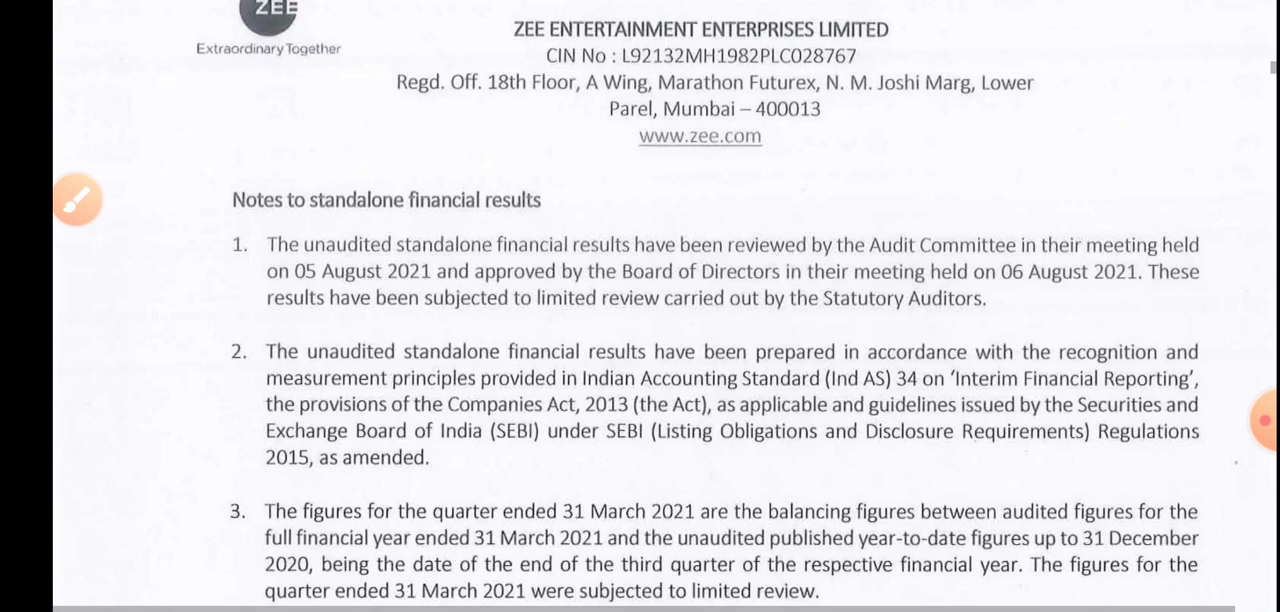 ZEE
Extraordinary Together
ZEE ENTERTAINMENT ENTERPRISES LIMITED
CIN No : L92132MH1982PLC028767
Regd. Off. 18th Floor, A Wing, Marathon Futurex, N. M. Joshi Marg, Lower
Parel, Mumbai – 400013
www.zee.com
Notes to standalone financial results
1. The unaudited standalone financial results have been reviewed by the Audit Committee in their meeting held
on 05 August 2021 and approved by the Board of Directors in their meeting held on 06 August 2021. These
results have been subjected to limited review carried out by the Statutory Auditors.
2. The unaudited standalone financial results have been prepared in accordance with the recognition and
measurement principles provided in Indian Accounting Standard (Ind AS) 34 on ‘Interim Financial Reporting’,
the provisions of the Companies Act, 2013 (the Act), as applicable and guidelines issued by the Securities and
Exchange Board of India (SEBI) under SEBI (Listing Obligations and Disclosure Requirements) Regulations
2015, as amended.
3. The figures for the quarter ended 31 March 2021 are the balancing figures between audited figures for the
full financial year ended 31 March 2021 and the unaudited published year-to-date figures up to 31 December
2020, being the date of the end of the third quarter of the respective financial year. The figures for the
quarter ended 31 March 2021 were subjected to limited review.